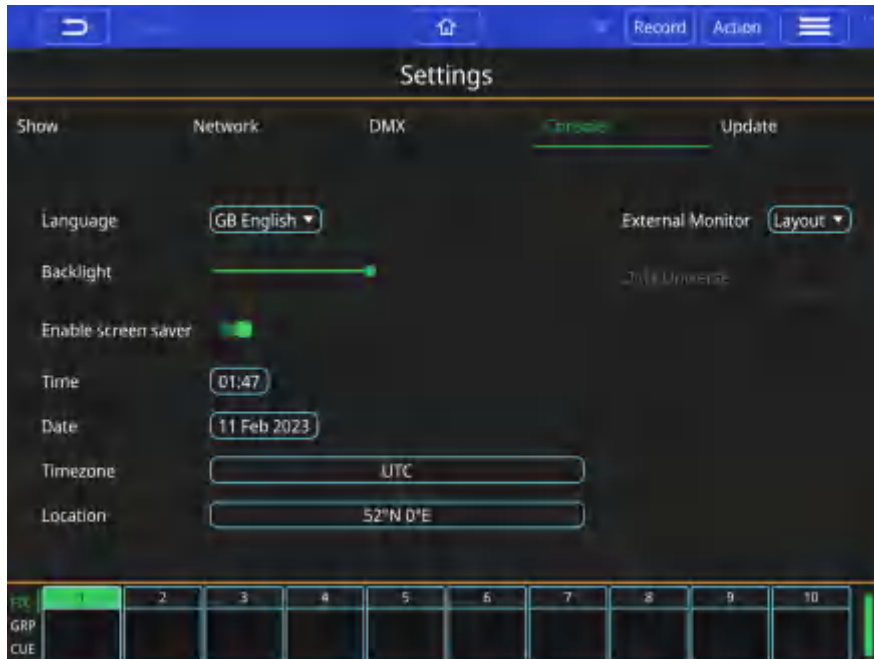 Record Action
Settings
Show Network DMX Console Update
Language GB English External Monitor Layout
Backlight
Enable screen saver
Time 01:47
Date 11 Feb 2023
Timezone UTC
Location 52°N 0°E
FIX 1 2 3 4 5 6 7 8 9 10
GRP
CUE